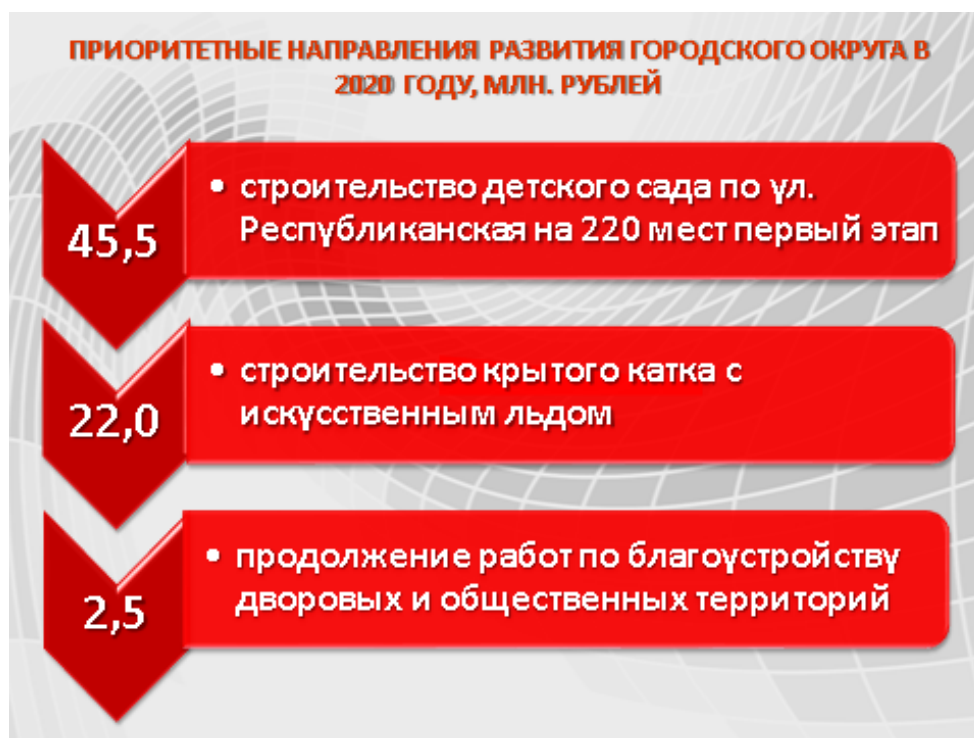 ПРИОРИТЕТНЫЕ НАПРАВЛЕНИЯ РАЗВИТИЯ ГОРОДСКОГО ОКРУГА В
2020 ГОДУ, МЛН. РУБЛЕЙ
45,5
• строительство детского сада по ул.
Республиканская на 220 мест первый этап
22,0
• строительство крытого катка с
искусственным льдом
2,5
• продолжение работ по благоустройству
дворовых и общественных территорий